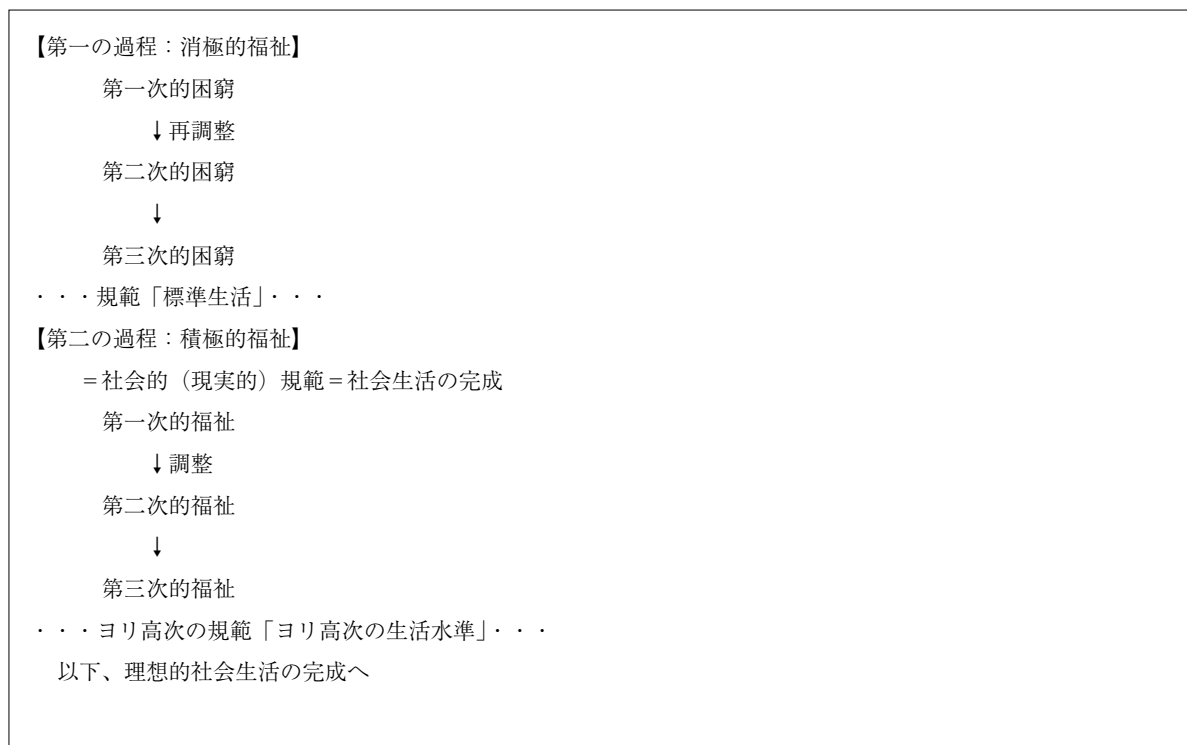 【第一の過程：消極的福祉】
第一次的困窮
↓再調整
第二次的困窮
↓
第三次的困窮
・・・規範「標準生活」・・・
【第二の過程：積極的福祉】
＝社会的（現実的）規範＝社会生活の完成
第一次的福祉
↓調整
第二次的福祉
↓
第三次的福祉
・・・ヨリ高次の規範「ヨリ高次の生活水準」・・・
以下、理想的社会生活の完成へ